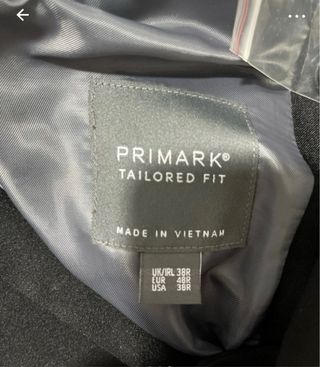 PRIMARK®
TAILORED FIT
MADE IN VIETNAM
UK/IRL 38R
EUR 48R
USA 38R